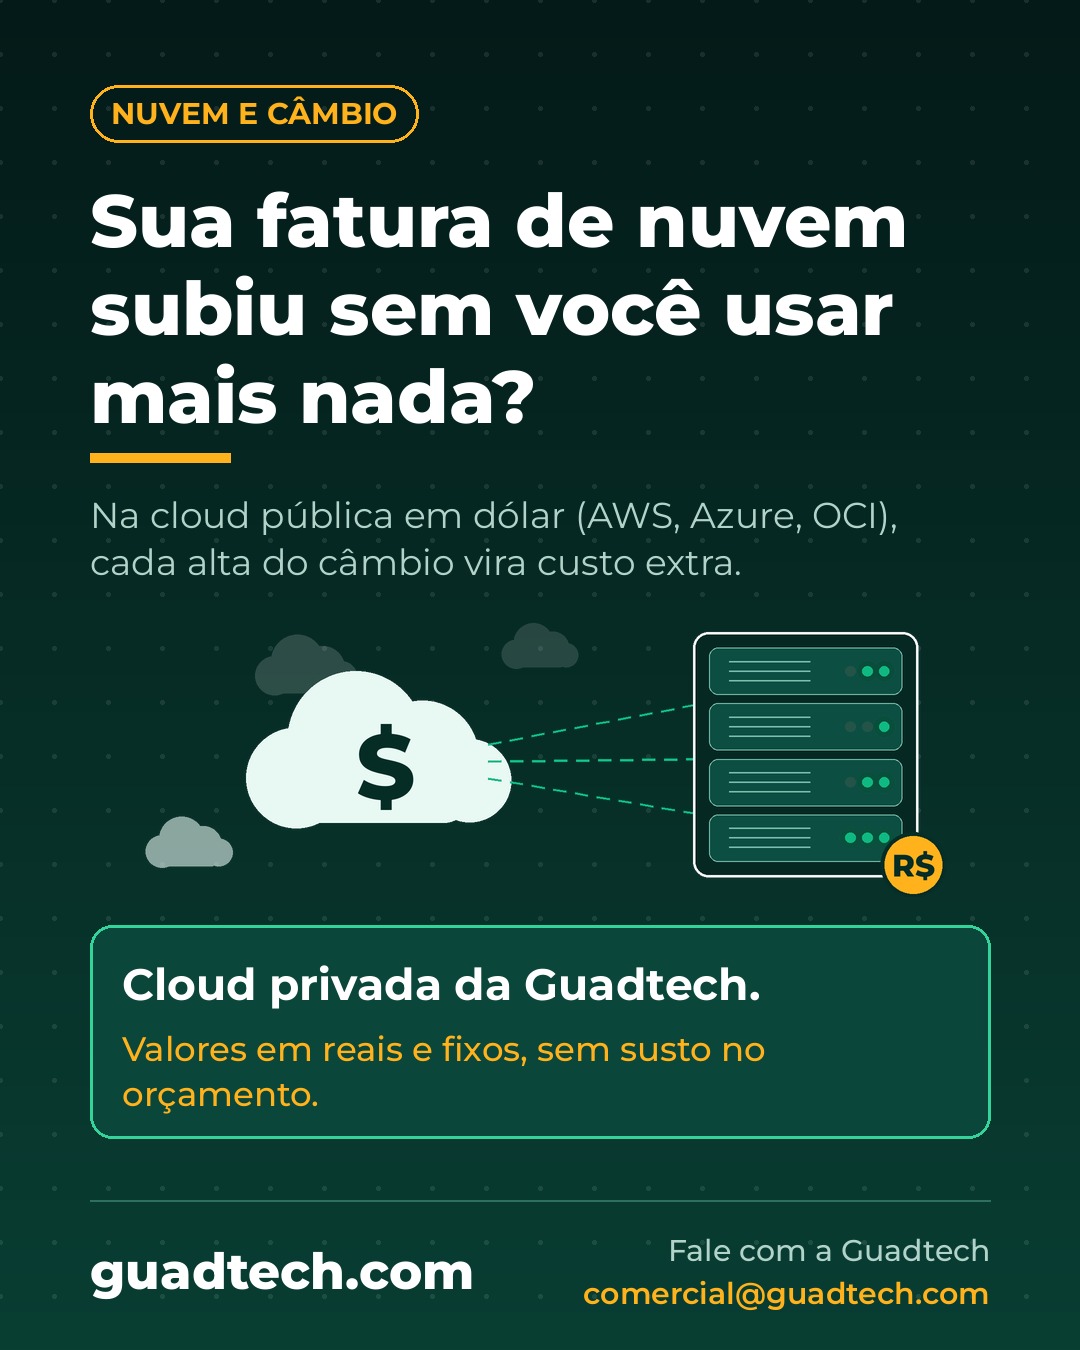 NUVEM E CÂMBIO
Sua fatura de nuvem
subiu sem você usar
mais nada?
Na cloud pública em dólar (AWS, Azure, OCI),
cada alta do câmbio vira custo extra.
$
R$
Cloud privada da Guadtech.
Valores em reais e fixos, sem susto no
orçamento.
guadtech.com
Fale com a Guadtech
comercial@guadtech.com